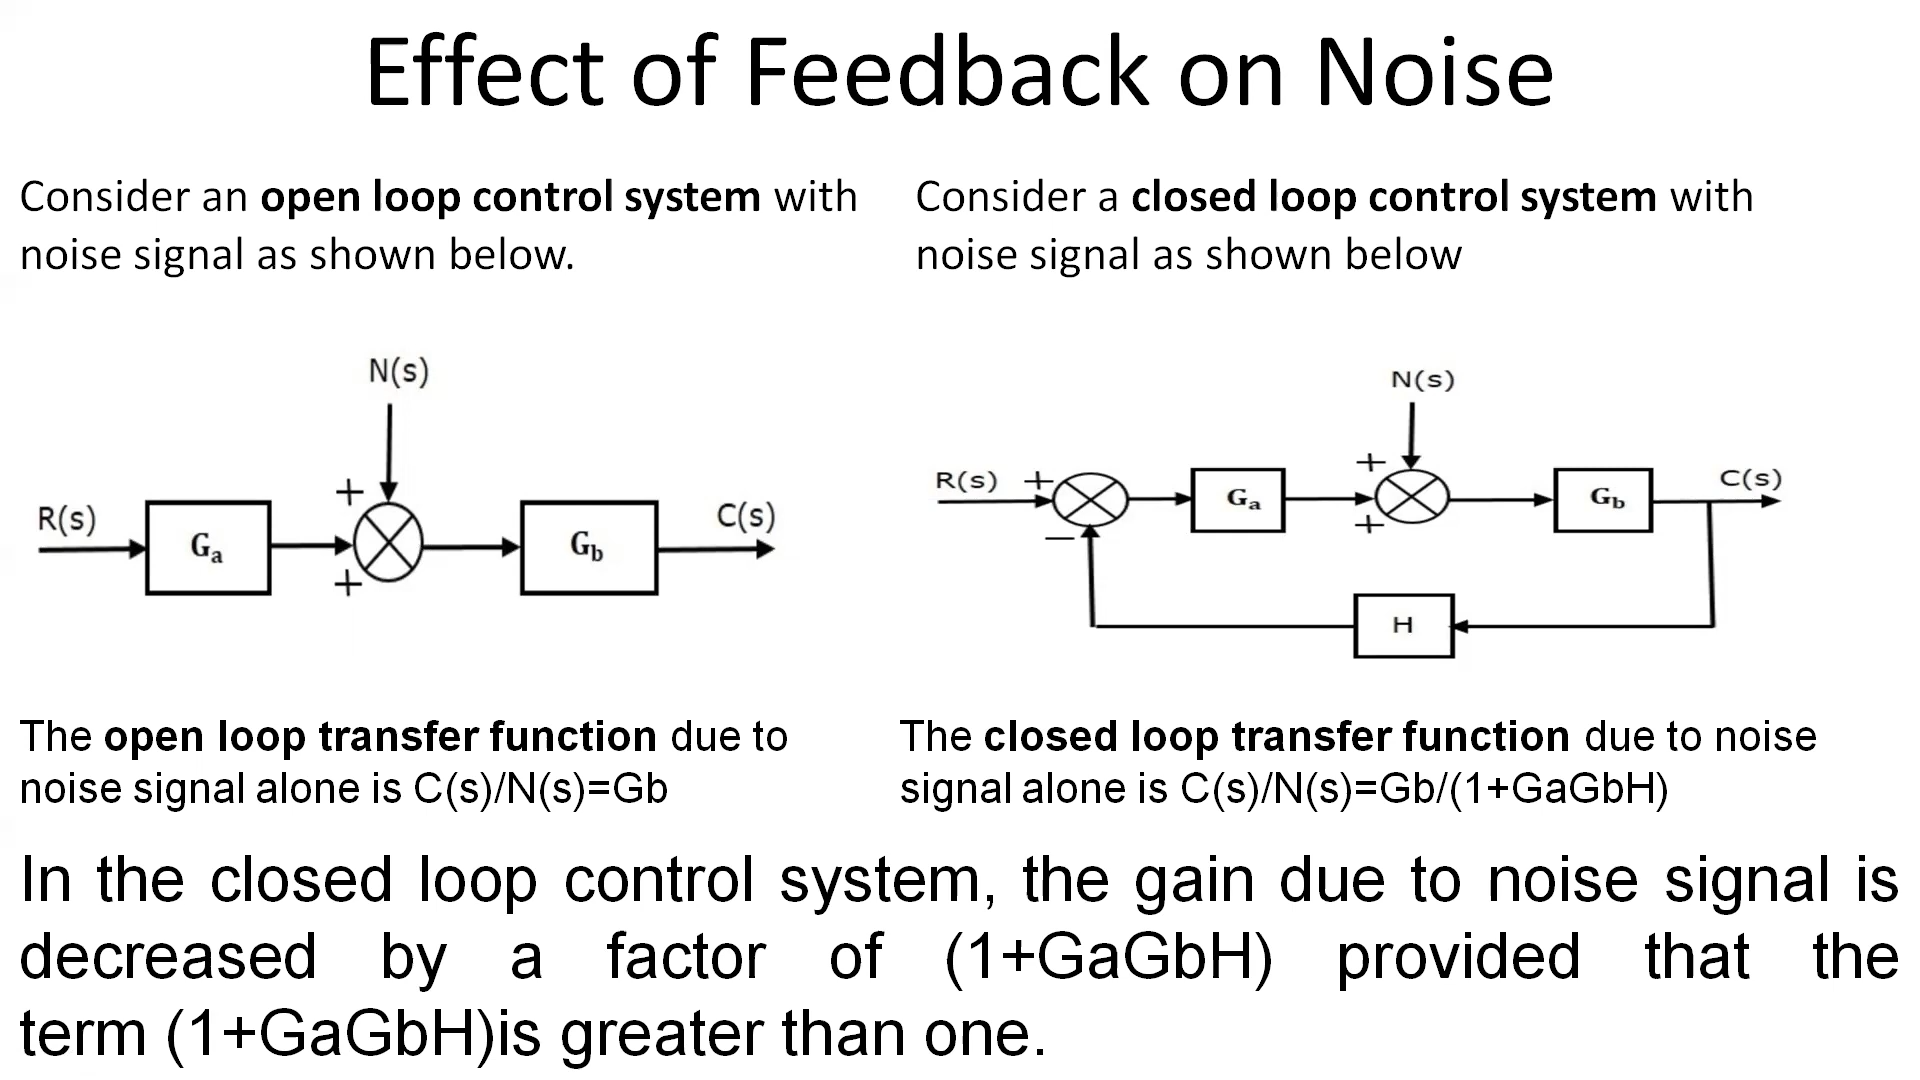 Effect of Feedback on Noise
Consider an open loop control system with
noise signal as shown below.
Consider a closed loop control system with
noise signal as shown below
N(s)
+
R(s)
Ga
+
Gb
C(s)
N(s)
R(s)
+
−
Ga
+
+
Gb
C(s)
H
The open loop transfer function due to
noise signal alone is C(s)/N(s)=Gb
The closed loop transfer function due to noise
signal alone is C(s)/N(s)=Gb/(1+GaGbH)
In the closed loop control system, the gain due to noise signal is
decreased by a factor of (1+GaGbH) provided that the
term (1+GaGbH)is greater than one.